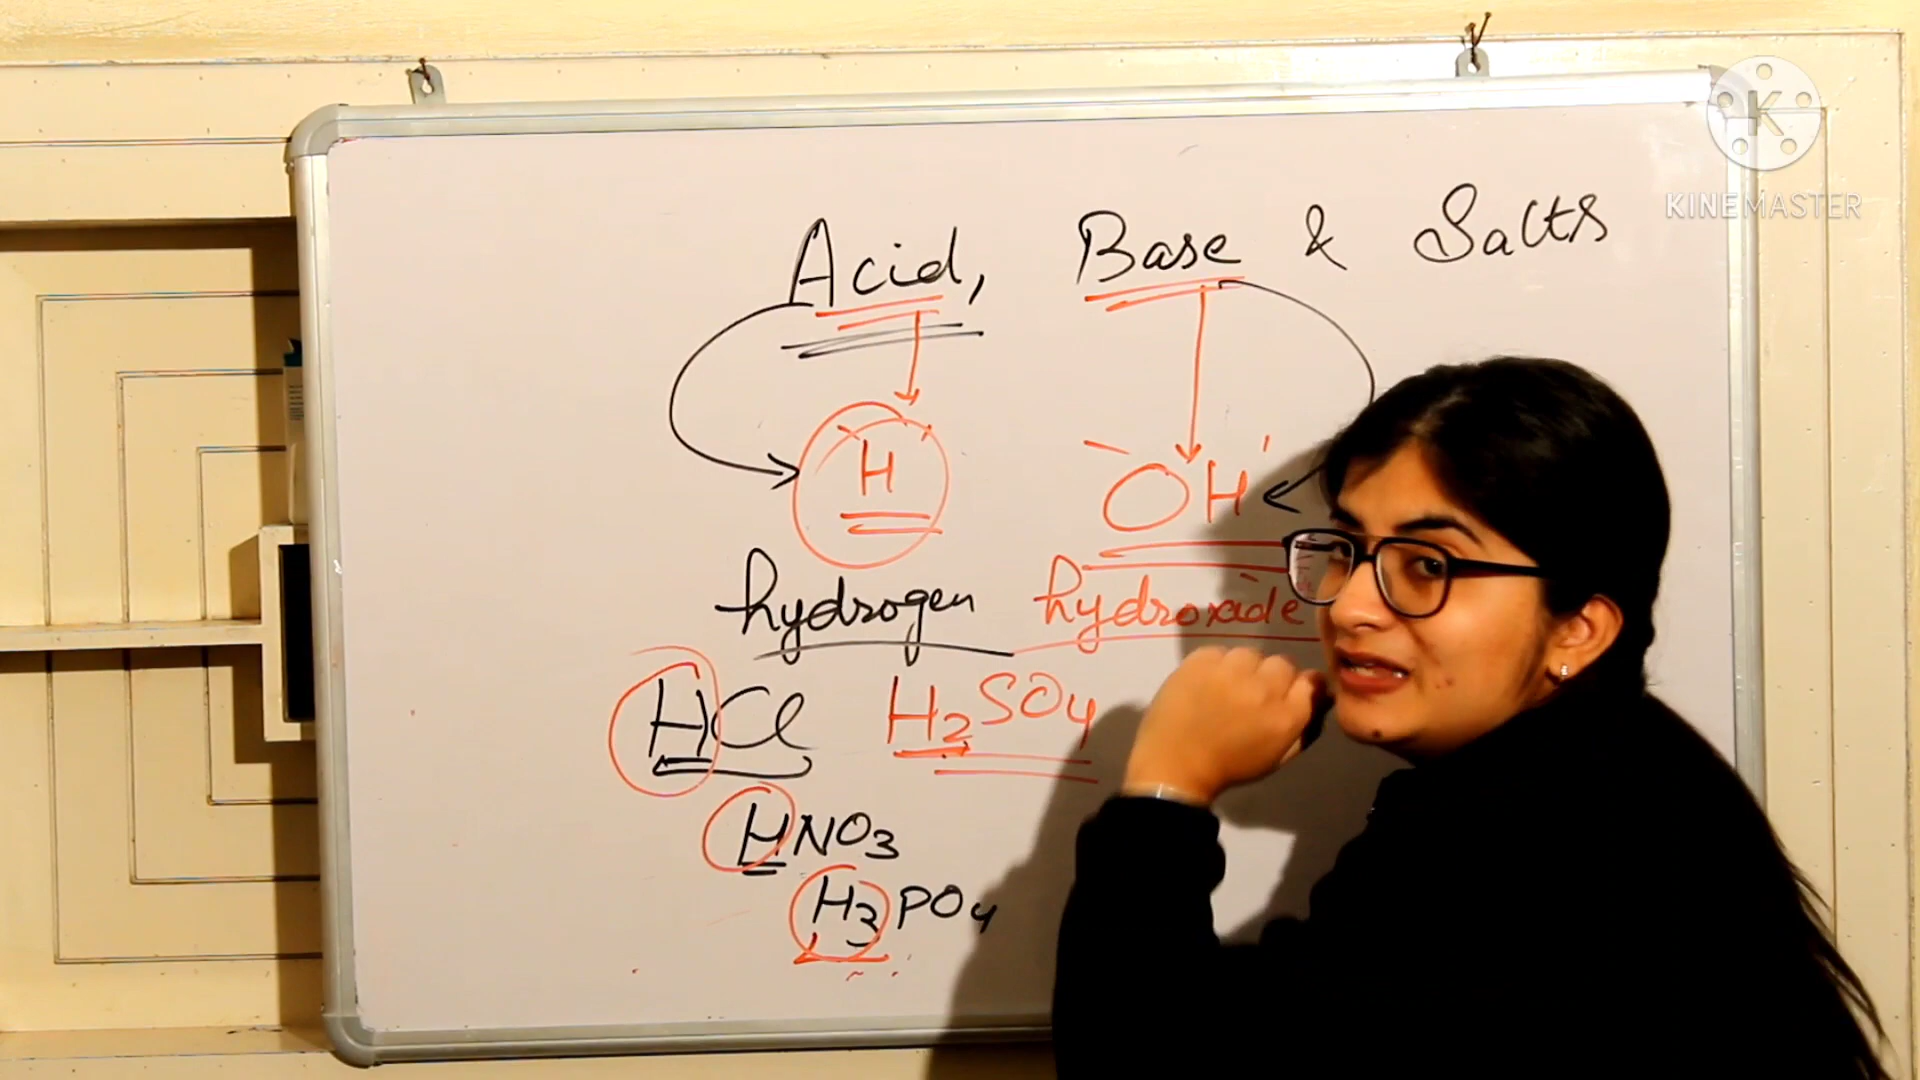 Acid, Base & Salts
H OH
hydrogen hydroxide
HCl H2SO4
HNO3
H3PO4
K
KINEMASTER